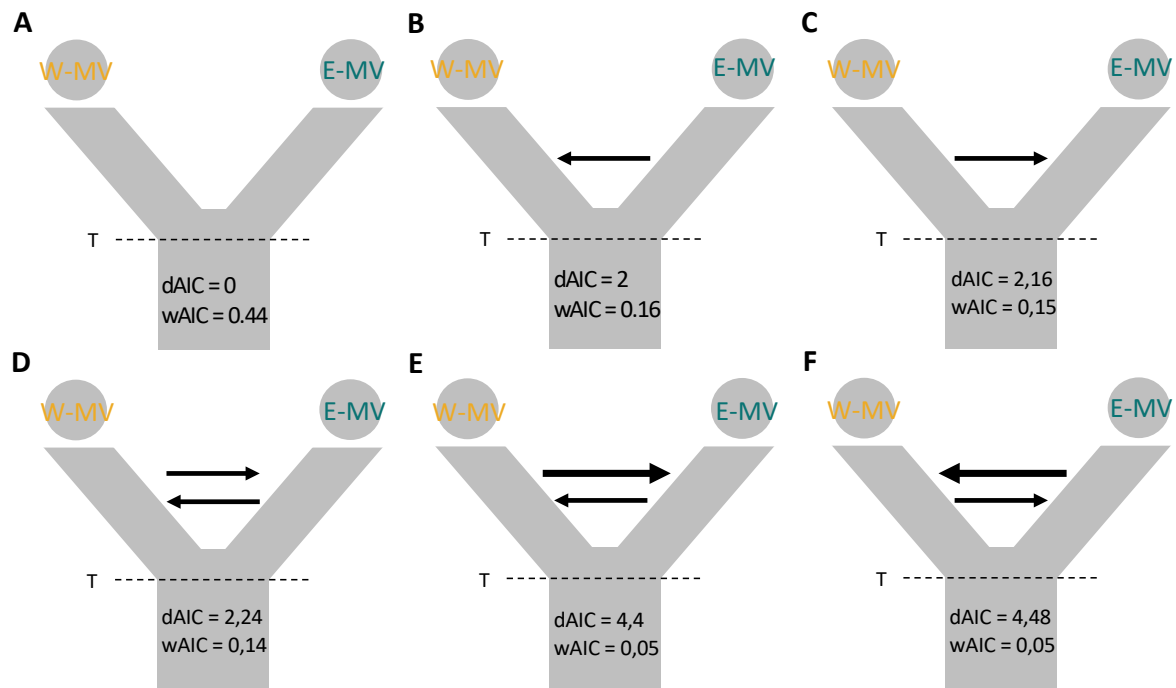 A
W-MV
E-MV
T
dAIC = 0
wAIC = 0.44
B
W-MV
E-MV
T
dAIC = 2
wAIC = 0.16
C
W-MV
E-MV
T
dAIC = 2,16
wAIC = 0,15
D
W-MV
E-MV
T
dAIC = 2,24
wAIC = 0,14
E
W-MV
E-MV
T
dAIC = 4,4
wAIC = 0,05
F
W-MV
E-MV
T
dAIC = 4,48
wAIC = 0,05